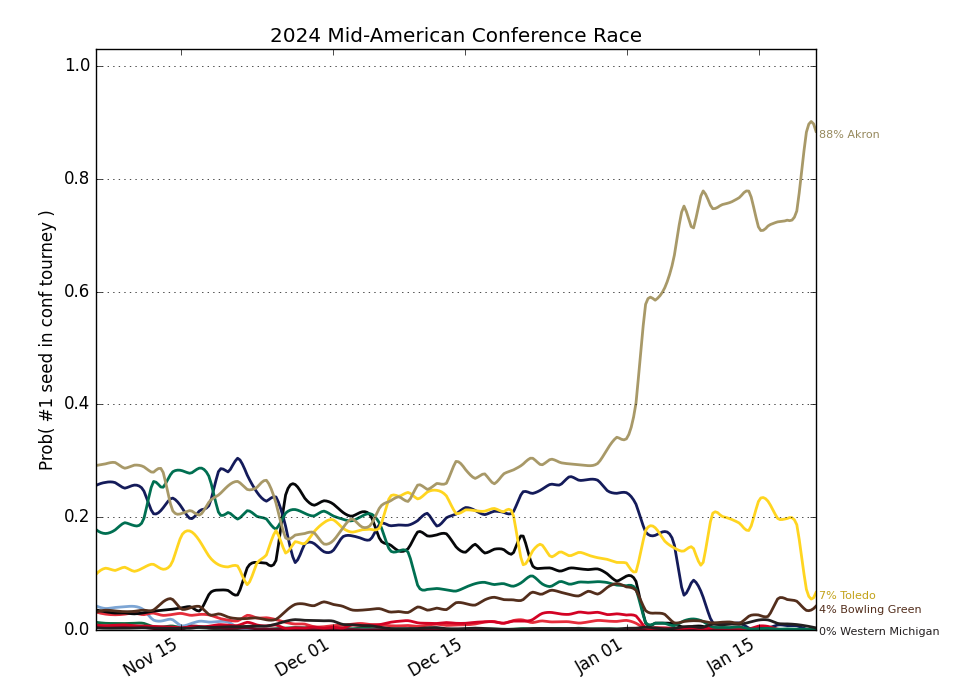 2024 Mid-American Conference Race
Prob( #1 seed in conf tourney )
1.0
0.8
0.6
0.4
0.2
0.0
88% Akron
7% Toledo
4% Bowling Green
0% Western Michigan
Nov 15
Dec 01
Dec 15
Jan 01
Jan 15